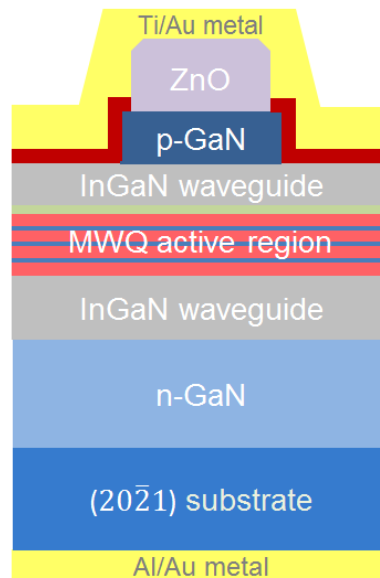 Ti/Au metal
ZnO
p-GaN
InGaN waveguide
MWQ active region
InGaN waveguide
n-GaN
(202̄1) substrate
Al/Au metal